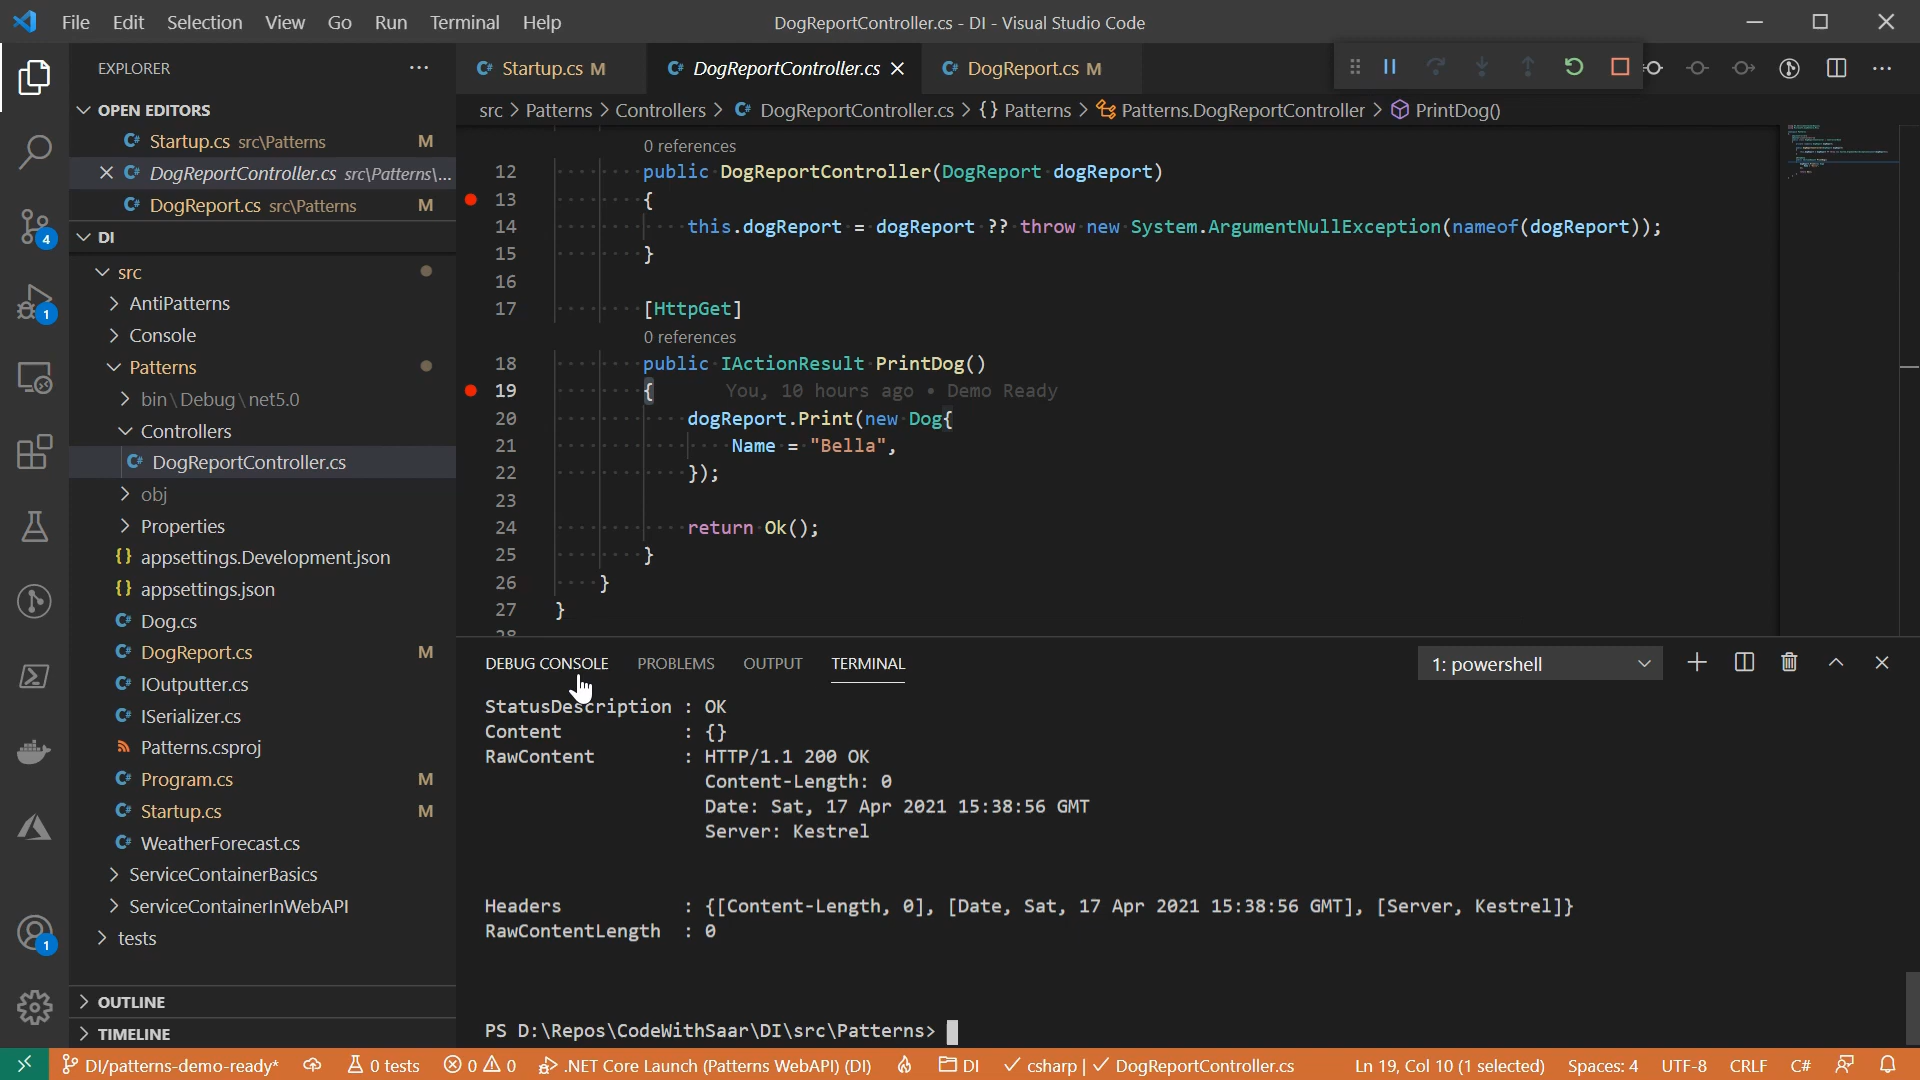 File Edit Selection View Go Run Terminal Help
DogReportController.cs - DI - Visual Studio Code
EXPLORER
OPEN EDITORS
Startup.cs src\Patterns M
DogReportController.cs src\Patterns\...
DogReport.cs src\Patterns M
DI
src
AntiPatterns
Console
Patterns
bin\Debug\net5.0
Controllers
DogReportController.cs
obj
Properties
{} appsettings.Development.json
{} appsettings.json
Dog.cs
DogReport.cs M
IOutputter.cs
ISerializer.cs
Patterns.csproj
Program.cs M
Startup.cs M
WeatherForecast.cs
ServiceContainerBasics
ServiceContainerInWebAPI
tests
OUTLINE
TIMELINE
4
1
1
Startup.cs M
DogReportController.cs
DogReport.cs M
src > Patterns > Controllers > DogReportController.cs > {} Patterns > Patterns.DogReportController > PrintDog()
0 references
12 public DogReportController(DogReport dogReport)
13 {
14 this.dogReport = dogReport ?? throw new System.ArgumentNullException(nameof(dogReport));
15 }
16
17 [HttpGet]
0 references
18 public IActionResult PrintDog()
19 { You, 10 hours ago • Demo Ready
20 dogReport.Print(new Dog{
21 Name = "Bella",
22 });
23
24 return Ok();
25 }
26 }
27 }
28
DEBUG CONSOLE PROBLEMS OUTPUT TERMINAL
1: powershell
StatusDescription : OK
Content : {}
RawContent : HTTP/1.1 200 OK
Content-Length: 0
Date: Sat, 17 Apr 2021 15:38:56 GMT
Server: Kestrel
Headers : {[Content-Length, 0], [Date, Sat, 17 Apr 2021 15:38:56 GMT], [Server, Kestrel]}
RawContentLength : 0
PS D:\Repos\CodeWithSaar\DI\src\Patterns>
DI/patterns-demo-ready* 0 tests 0 0 .NET Core Launch (Patterns WebAPI) (DI) DI csharp | DogReportController.cs Ln 19, Col 10 (1 selected) Spaces: 4 UTF-8 CRLF C#